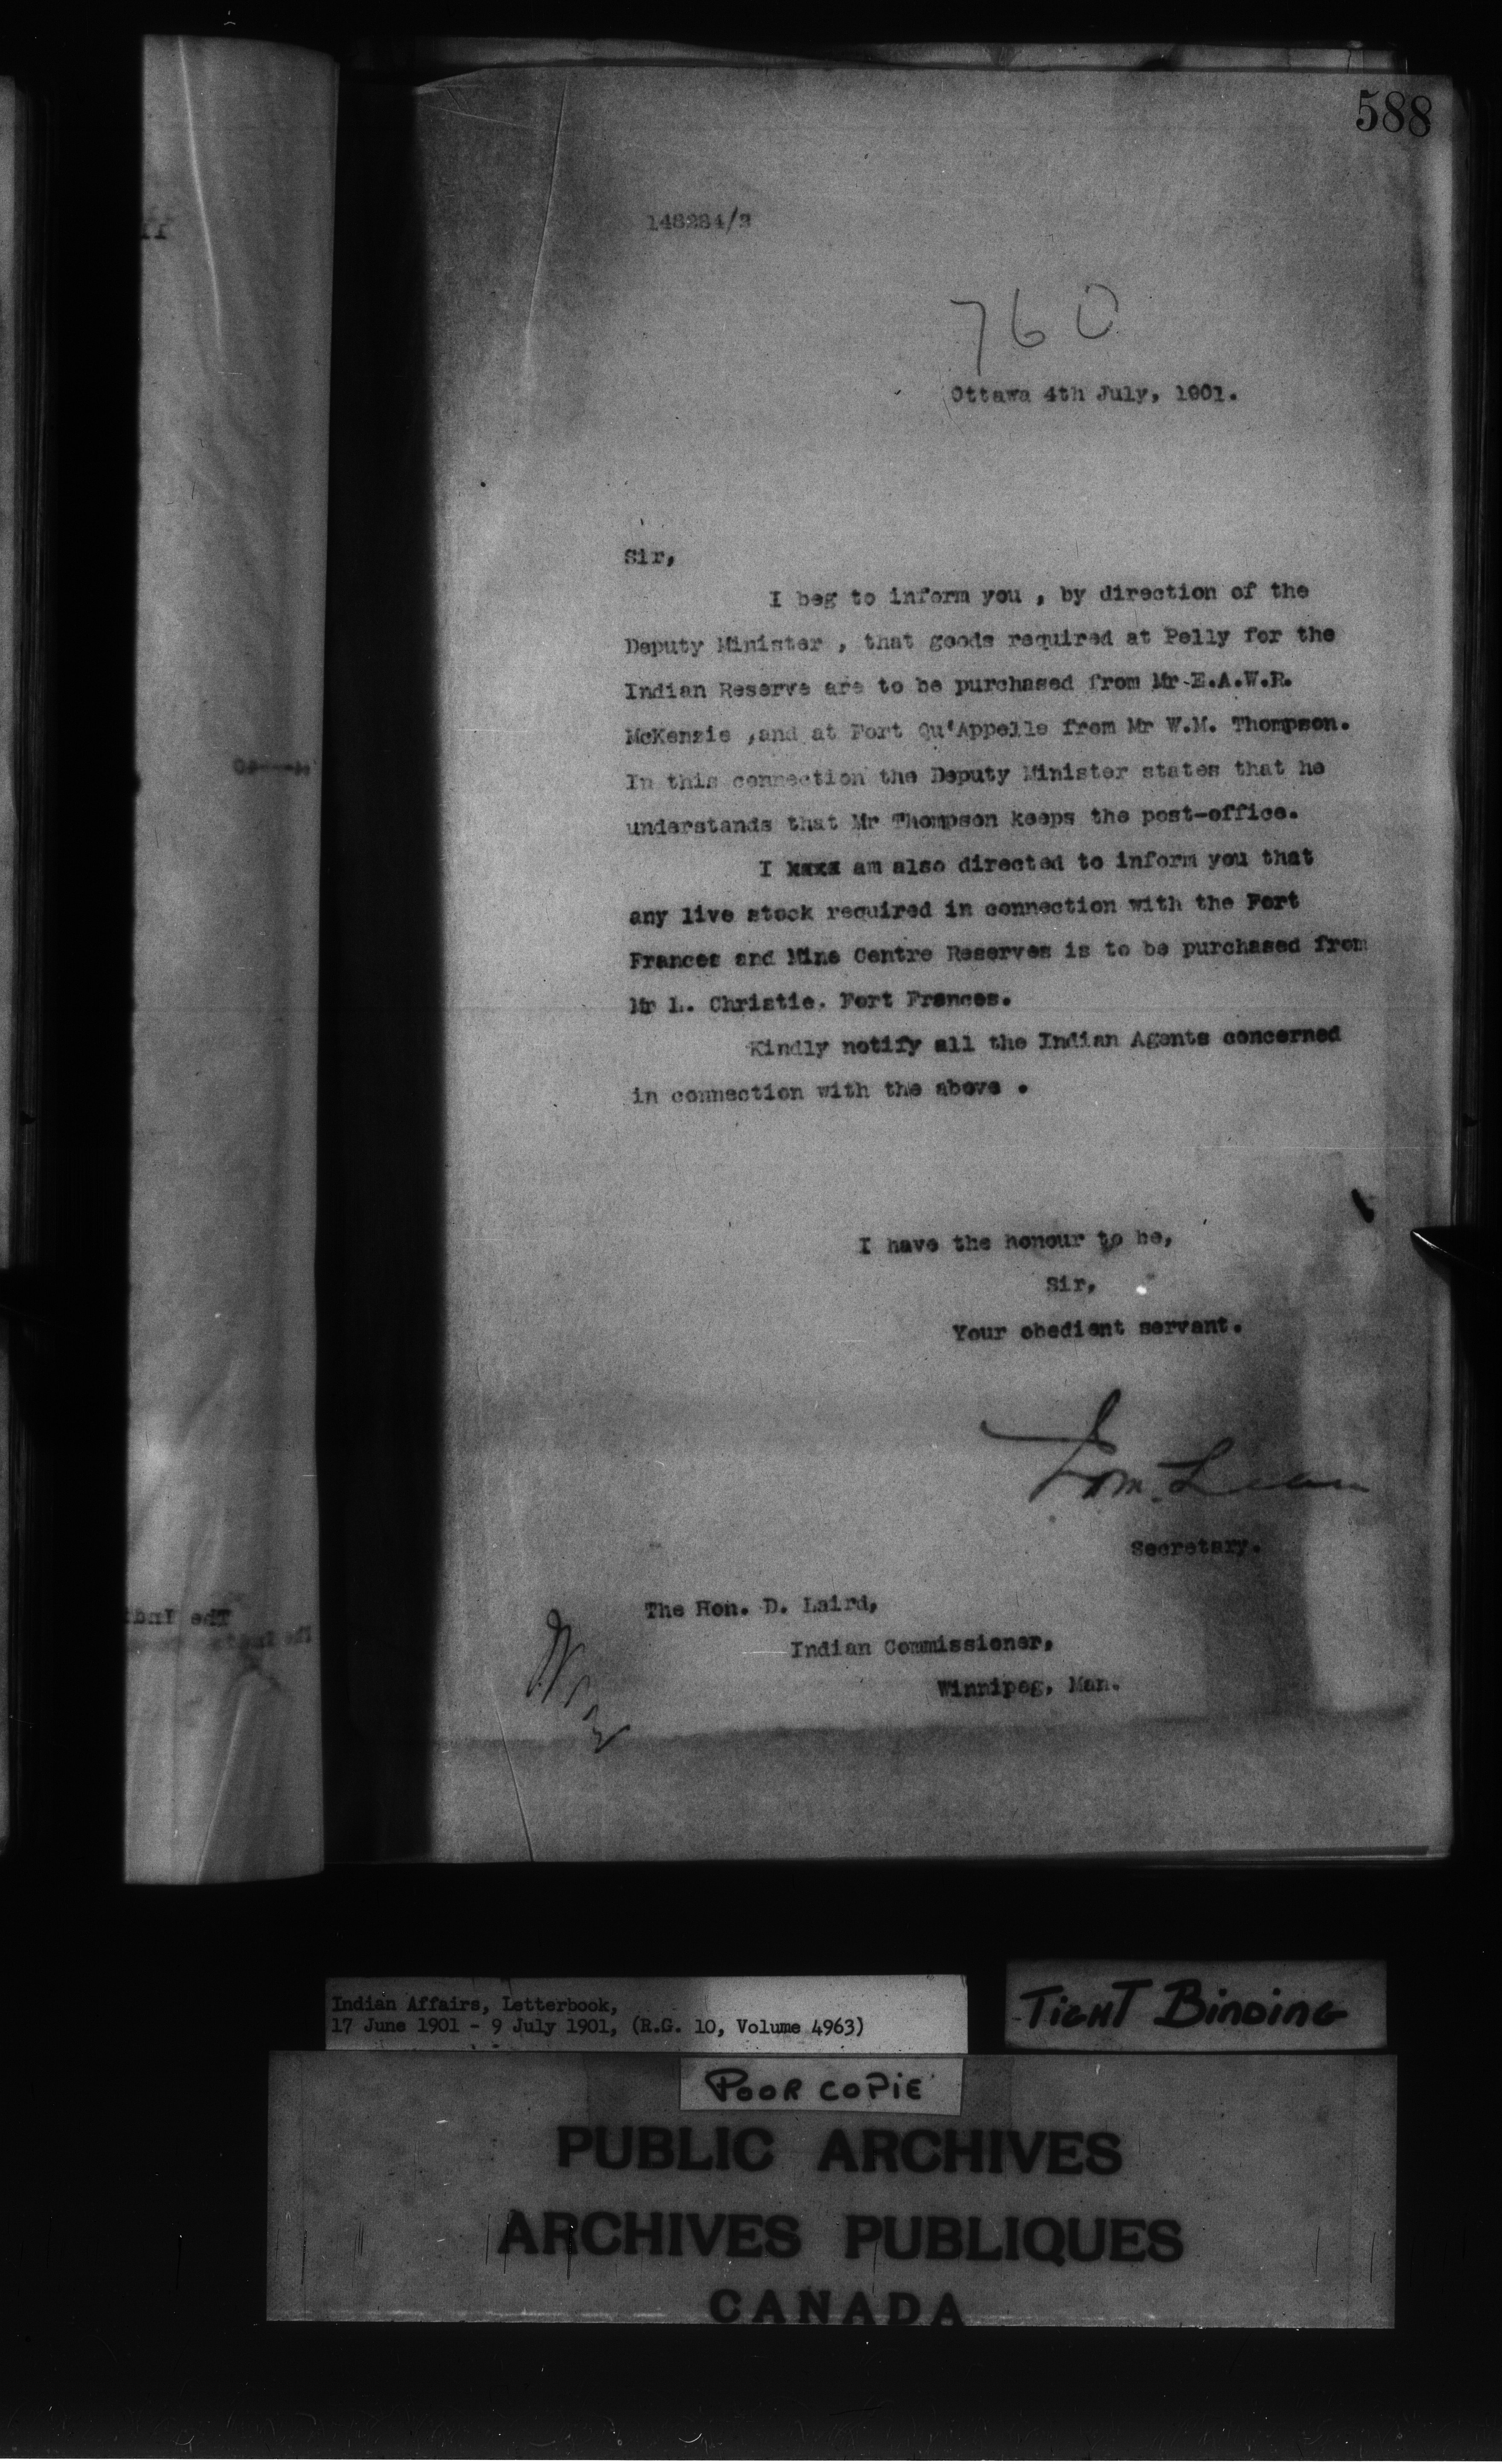 588
148284/3
760
Ottawa 4th July, 1901.
Sir,
I beg to inform you , by direction of the
Deputy Minister , that goods required at Pelly for the
Indian Reserve are to be purchased from Mr E.A.W.R.
McKenzie ,and at Fort Qu'Appelle from Mr W.M. Thompson.
In this connection the Deputy Minister states that he
understands that Mr Thompson keeps the post-office.
I xxxx am also directed to inform you that
any live stock required in connection with the Fort
Frances and Mine Centre Reserves is to be purchased from
Mr L. Christie. Fort Frances.
Kindly notify all the Indian Agents concerned
in connection with the above .
I have the honour to be,
Sir,
Your obedient servant.
Secretary.
The Hon. D. Laird,
Indian Commissioner,
Winnipeg, Man.
Indian Affairs, Letterbook,
17 June 1901 - 9 July 1901, (R.G. 10, Volume 4963)
TIGHT BINDING
POOR COPIE
PUBLIC ARCHIVES
ARCHIVES PUBLIQUES
CANADA